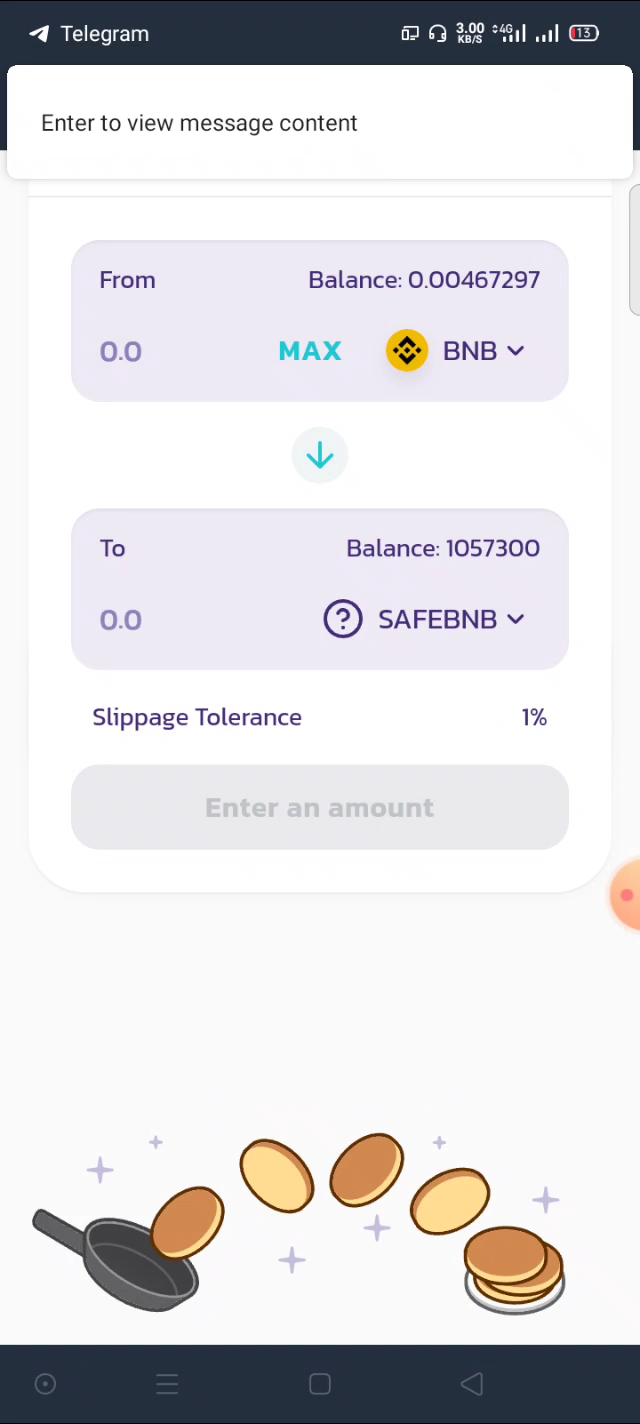 Telegram
3.00 KB/S 4G 13
Enter to view message content
From Balance: 0.00467297
0.0 MAX BNB
To Balance: 1057300
0.0 ? SAFEBNB
Slippage Tolerance 1%
Enter an amount